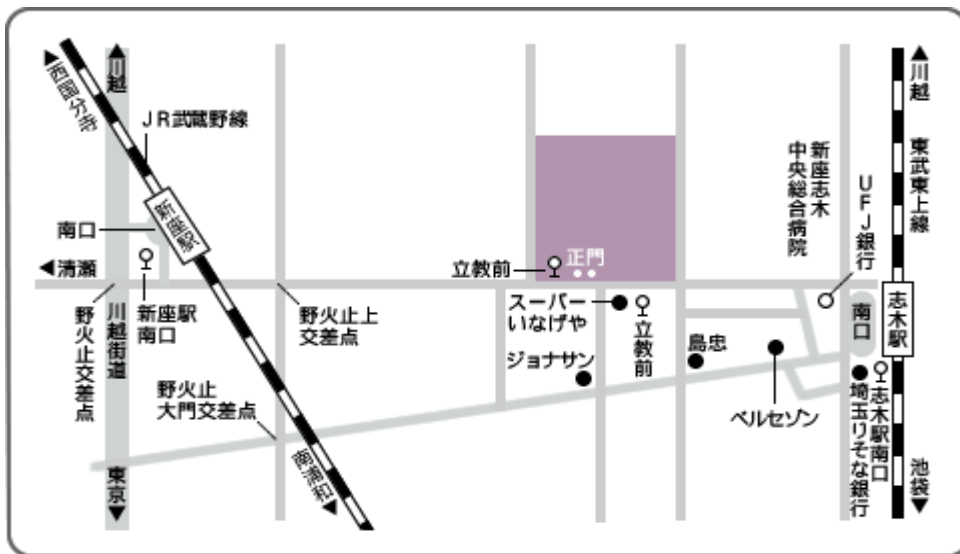 川越
西国分寺
JR武蔵野線
新座駅
南口
清瀬
新座駅
南口
野火止交差点
川越街道
東京
野火止上
交差点
野火止
大門交差点
南浦和
正門
立教前
スーパー
いなげや
立教前
ジョナサン
島忠
ベルセゾン
新座志木
中央総合病院
UFJ銀行
川越
東武東上線
志木駅
南口
志木駅南口
埼玉りそな銀行
池袋